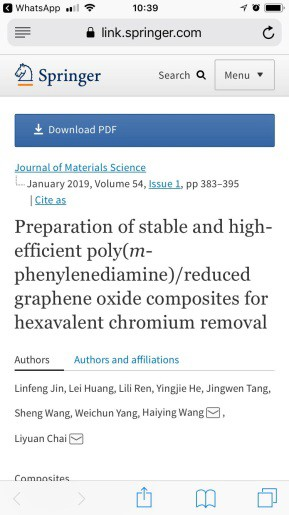 WhatsApp 10:39
link.springer.com
Springer Search Menu
Download PDF
Journal of Materials Science
January 2019, Volume 54, Issue 1, pp 383–395
| Cite as
Preparation of stable and high-
efficient poly(m-
phenylenediamine)/reduced
graphene oxide composites for
hexavalent chromium removal
Authors Authors and affiliations
Linfeng Jin, Lei Huang, Lili Ren, Yingjie He, Jingwen Tang,
Sheng Wang, Weichun Yang, Haiying Wang ,
Liyuan Chai
Composites